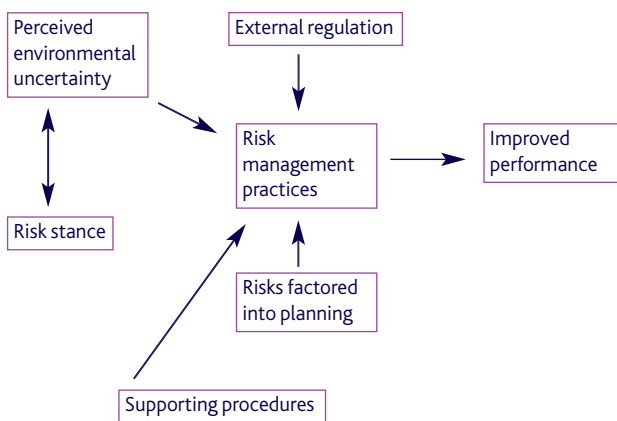 Perceived
environmental
uncertainty
External regulation
Risk
management
practices
Improved
performance
Risk stance
Risks factored
into planning
Supporting procedures